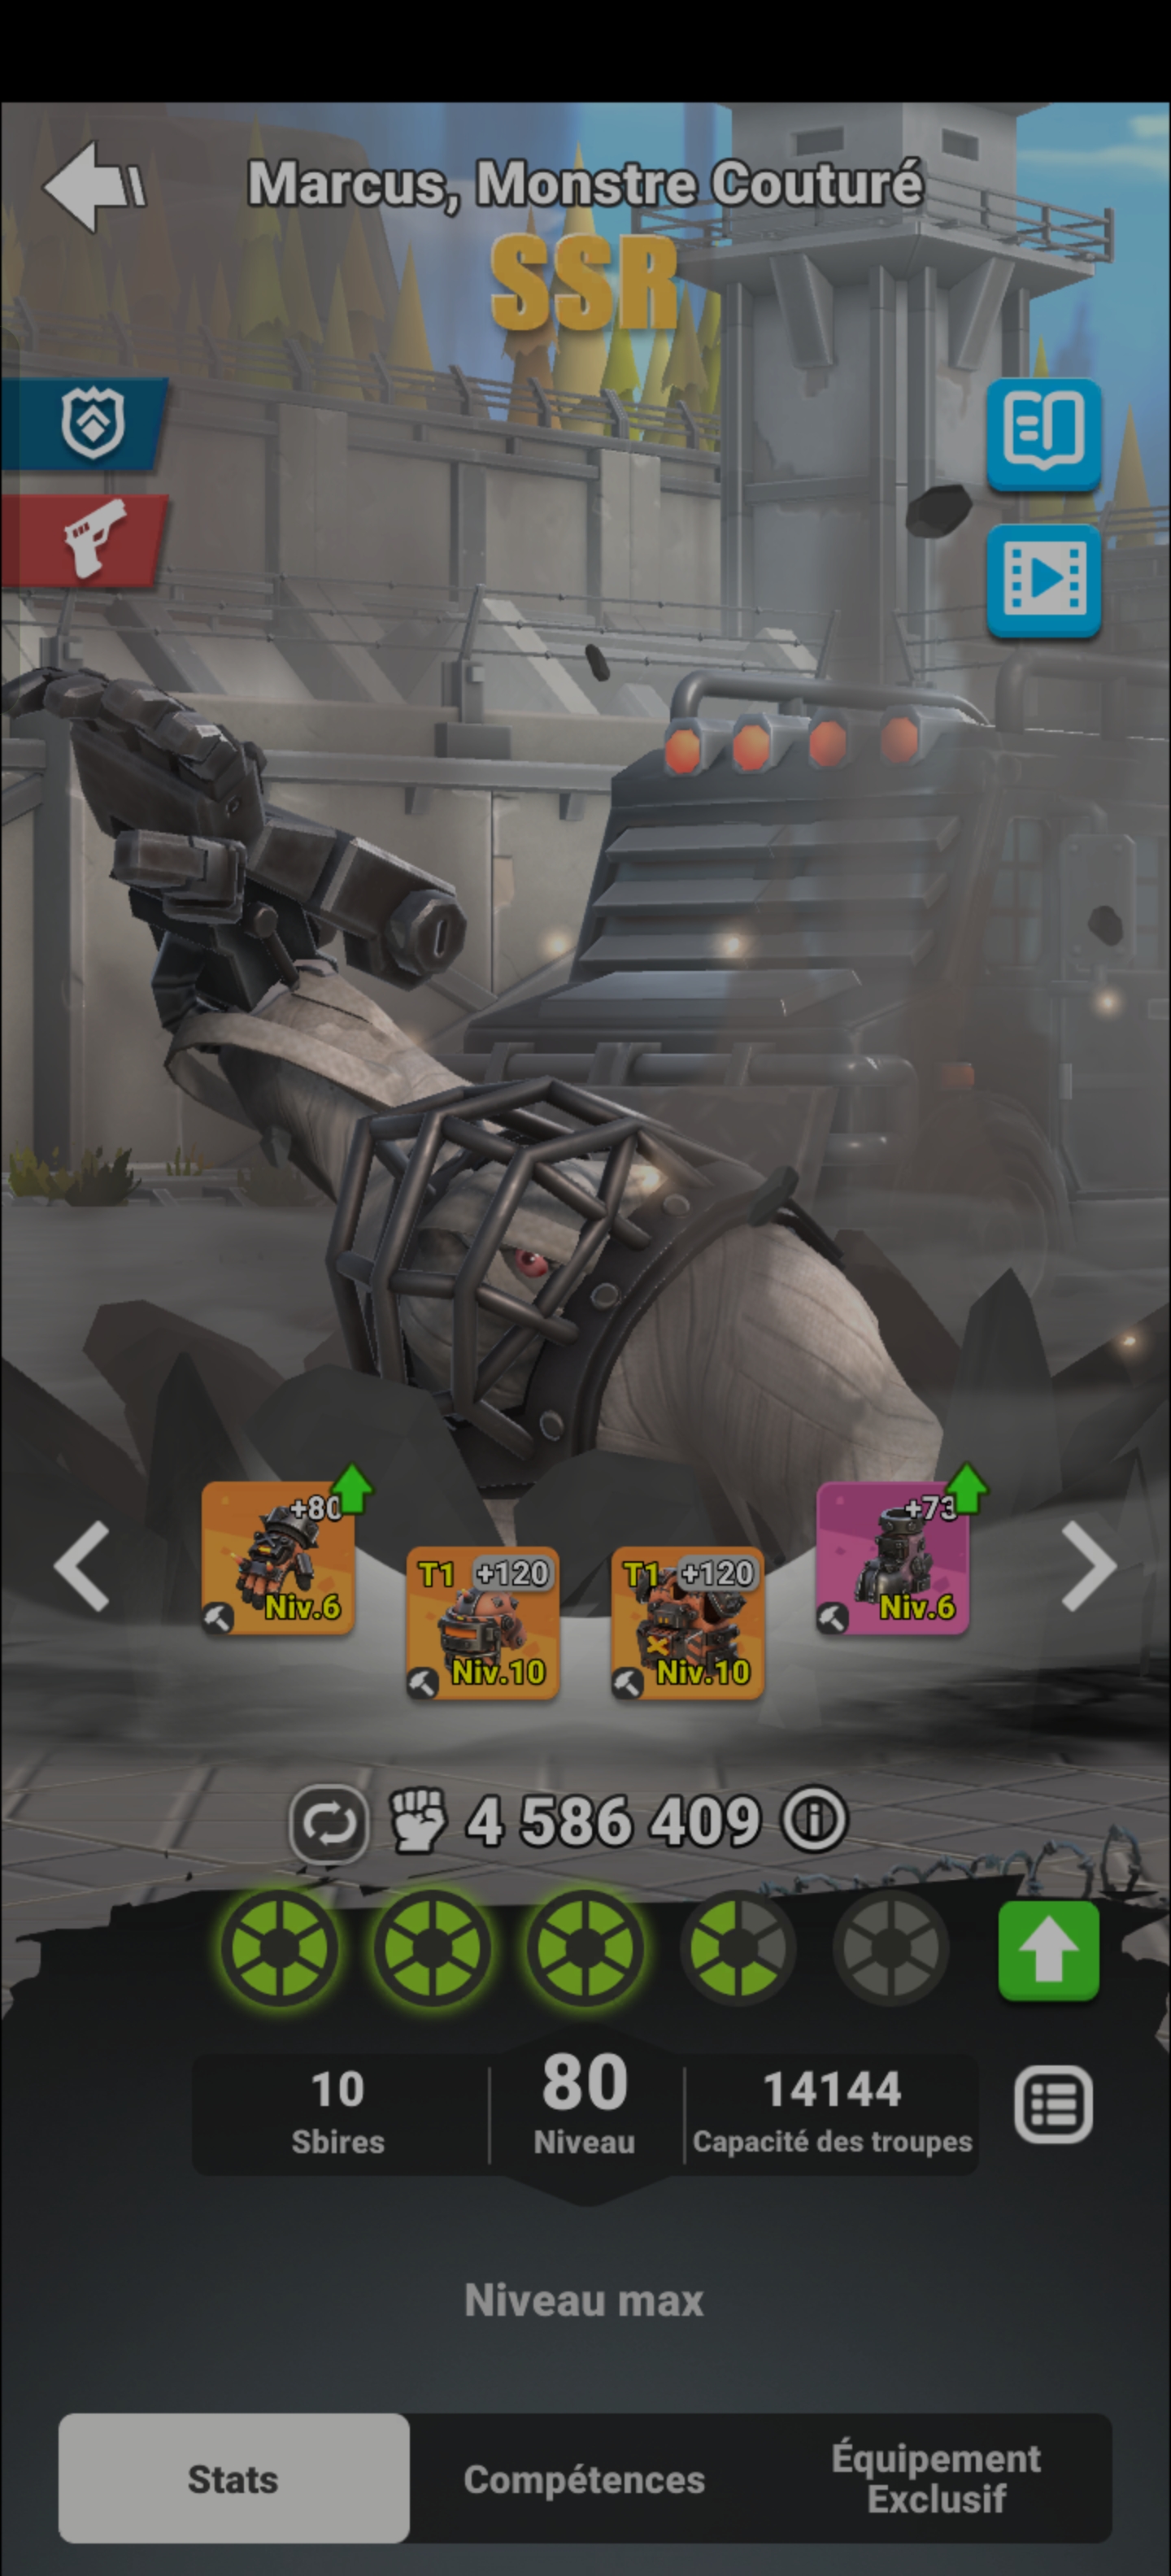 Marcus, Monstre Couturé
SSR
+80
+73
T1 +120
T1 +120
Niv.6
Niv.6
Niv.10
Niv.10
4 586 409
10
80
14144
Sbires
Niveau
Capacité des troupes
Niveau max
Stats
Compétences
Équipement
Exclusif